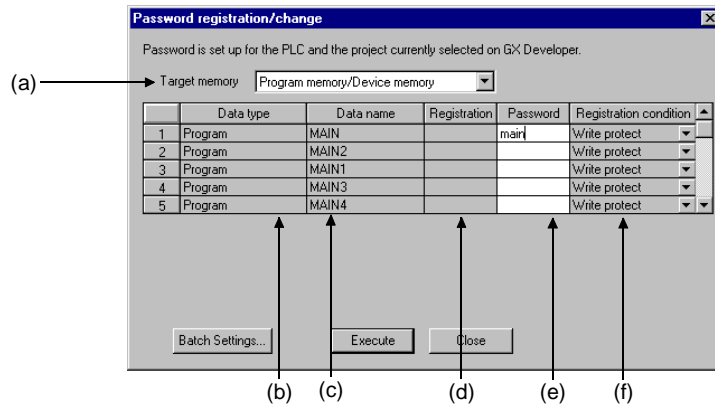 Password registration/change
Password is set up for the PLC and the project currently selected on GX Developer.
(a)
Target memory Program memory/Device memory
Data type Data name Registration Password Registration condition
1 Program MAIN main Write protect
2 Program MAIN2 Write protect
3 Program MAIN1 Write protect
4 Program MAIN3 Write protect
5 Program MAIN4 Write protect
Batch Settings... Execute Close
(b) (c) (d) (e) (f)